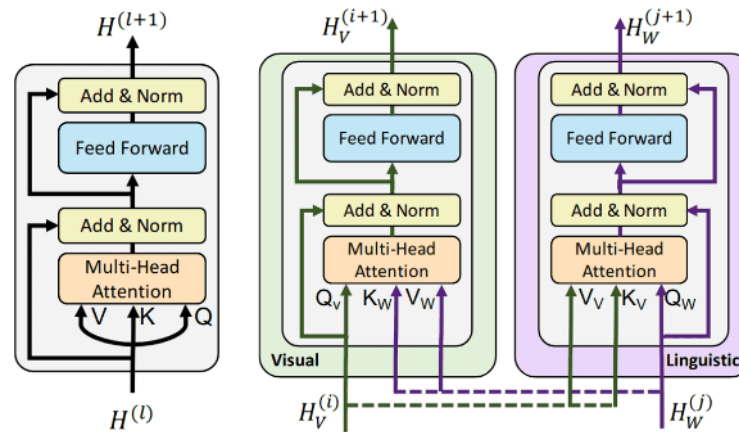 H^{(l+1)}
Add & Norm
Feed Forward
Add & Norm
Multi-Head
Attention
V K Q
H^{(l)}
H_V^{(i+1)}
Add & Norm
Feed Forward
Add & Norm
Multi-Head
Attention
Q_v K_W V_W
Visual
H_V^{(i)}
H_W^{(j+1)}
Add & Norm
Feed Forward
Add & Norm
Multi-Head
Attention
V_V K_V Q_W
Linguistic
H_W^{(j)}